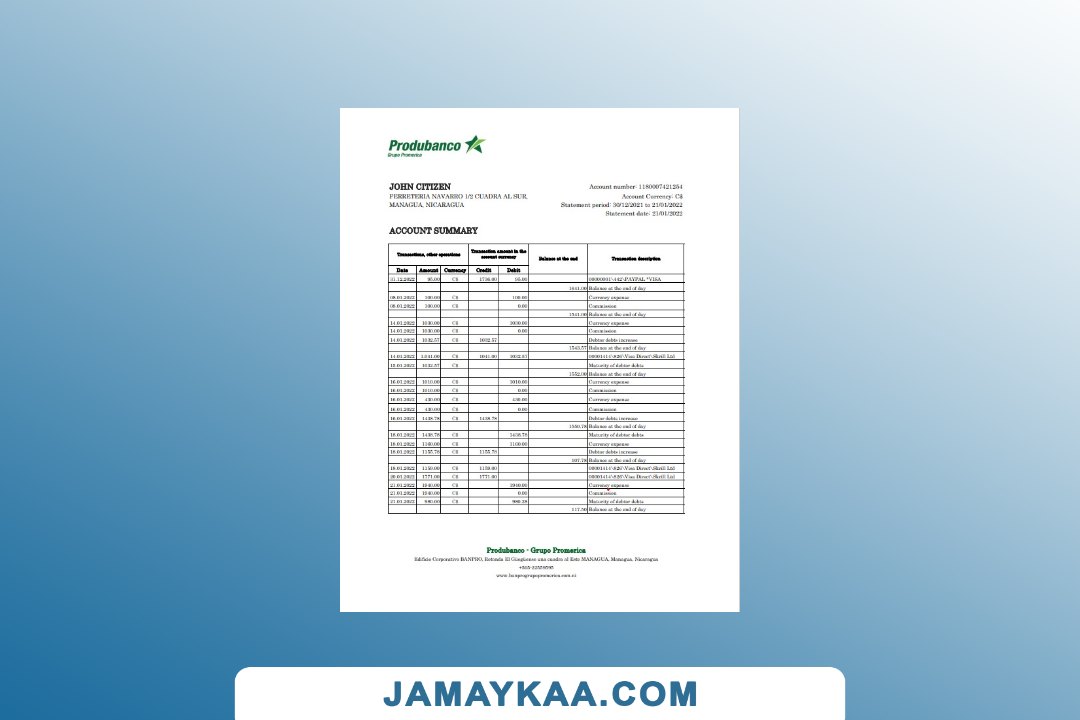 Produbanco
Grupo Promerica
JOHN CITIZEN
FERRETERIA NAVARRO 1/2 CUADRA AL SUR,
MANAGUA, NICARAGUA
Account number: 1180007421254
Account Currency: C$
Statement period: 30/12/2021 to 21/01/2022
Statement date: 21/01/2022
ACCOUNT SUMMARY
Transactions, other operations Transaction amount in the account currency Balance at the end Transaction description
Date Amount Currency Credit Debit
31.12.2022 95.00 C$ 1736.00 95.00 \PAYPAL *VISA
1641.00 Balance at the end of day
08.01.2022 100.00 C$ 100.00 Currency expense
08.01.2022 100.00 C$ 0.00 Commission
1541.00 Balance at the end of day
14.01.2022 1030.00 C$ 1030.00 Currency expense
14.01.2022 1030.00 C$ 0.00 Commission
14.01.2022 1032.57 C$ 1032.57 Debtor debts increase
1543.57 Balance at the end of day
14.01.2022 1041.00 C$ 1041.00 1032.57 \Visa Direct\Skrill Ltd
15.01.2022 1032.57 C$ Maturity of debtor debts
1552.00 Balance at the end of day
16.01.2022 1010.00 C$ 1010.00 Currency expense
16.01.2022 1010.00 C$ 0.00 Commission
16.01.2022 430.00 C$ 430.00 Currency expense
16.01.2022 430.00 C$ 0.00 Commission
16.01.2022 1438.78 C$ 1438.78 Debtor debts increase
1550.78 Balance at the end of day
18.01.2022 1438.78 C$ 1438.78 Maturity of debtor debts
18.01.2022 1160.00 C$ 1160.00 Currency expense
18.01.2022 1155.78 C$ 1155.78 Debtor debts increase
107.78 Balance at the end of day
18.01.2022 1159.00 C$ 1159.00 \Visa Direct\Skrill Ltd
20.01.2022 1771.00 C$ 1771.00 \Visa Direct\Skrill Ltd
21.01.2022 1940.00 C$ 1940.00 Currency expense
21.01.2022 1940.00 C$ 0.00 Commission
21.01.2022 980.00 C$ 980.28 Maturity of debtor debts
117.50 Balance at the end of day
Produbanco - Grupo Promerica
Edificio Corporativo BANPRO, Rotonda El Güegüense una cuadra al Este MANAGUA, Managua, Nicaragua
+505-22559595
www.banprogrupopromerica.com.ni
JAMAYKAA.COM